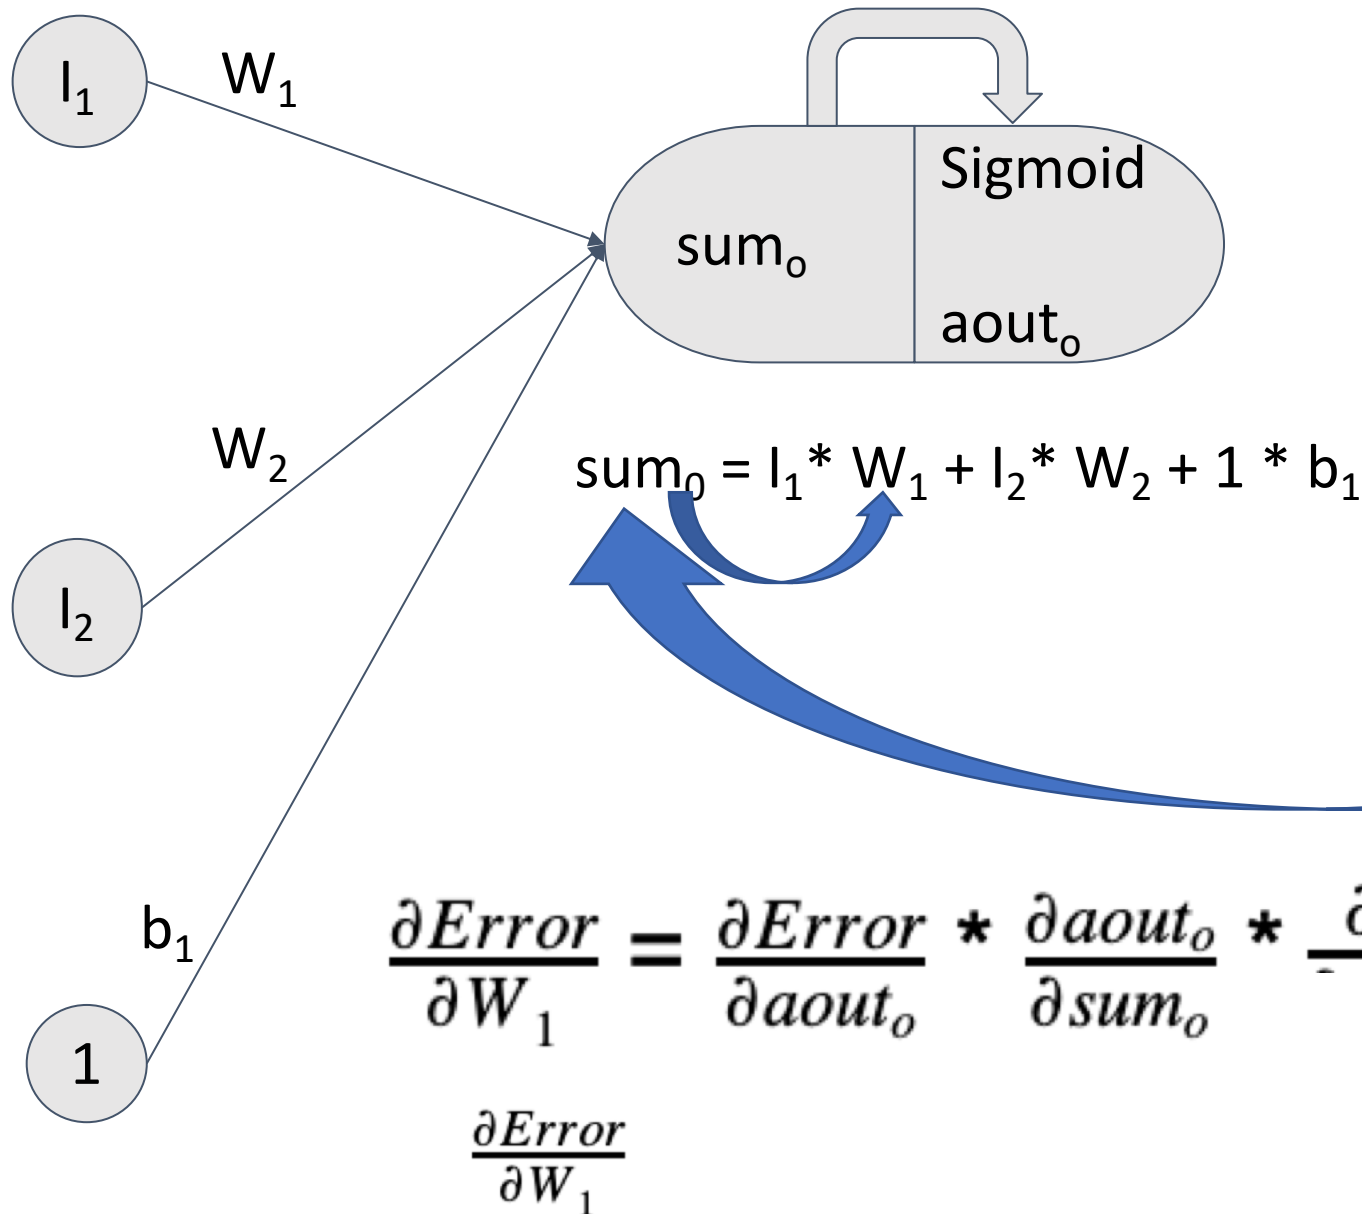 I₁
W₁
Sigmoid
sumₒ
aoutₒ
W₂
sum₀ = I₁* W₁ + I₂* W₂ + 1 * b₁
I₂
b₁
∂Error/∂W₁ = ∂Error/∂aoutₒ * ∂aoutₒ/∂sumₒ *
1
∂Error/∂W₁